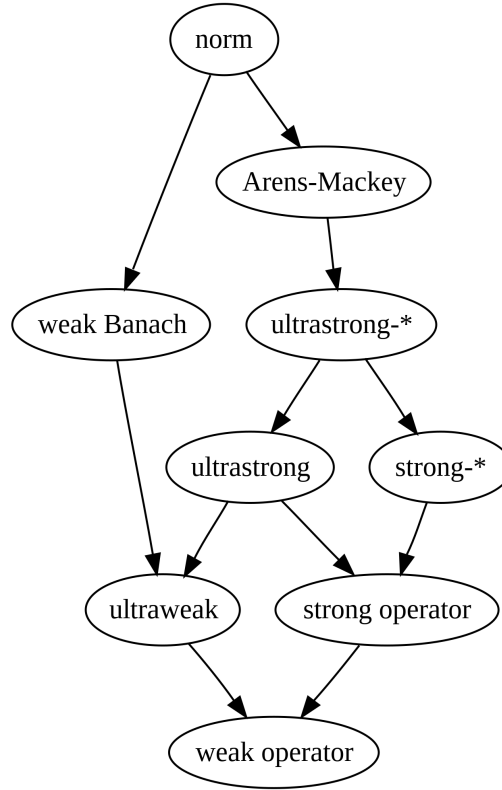 norm
Arens-Mackey
weak Banach
ultrastrong-*
ultrastrong
strong-*
ultraweak
strong operator
weak operator